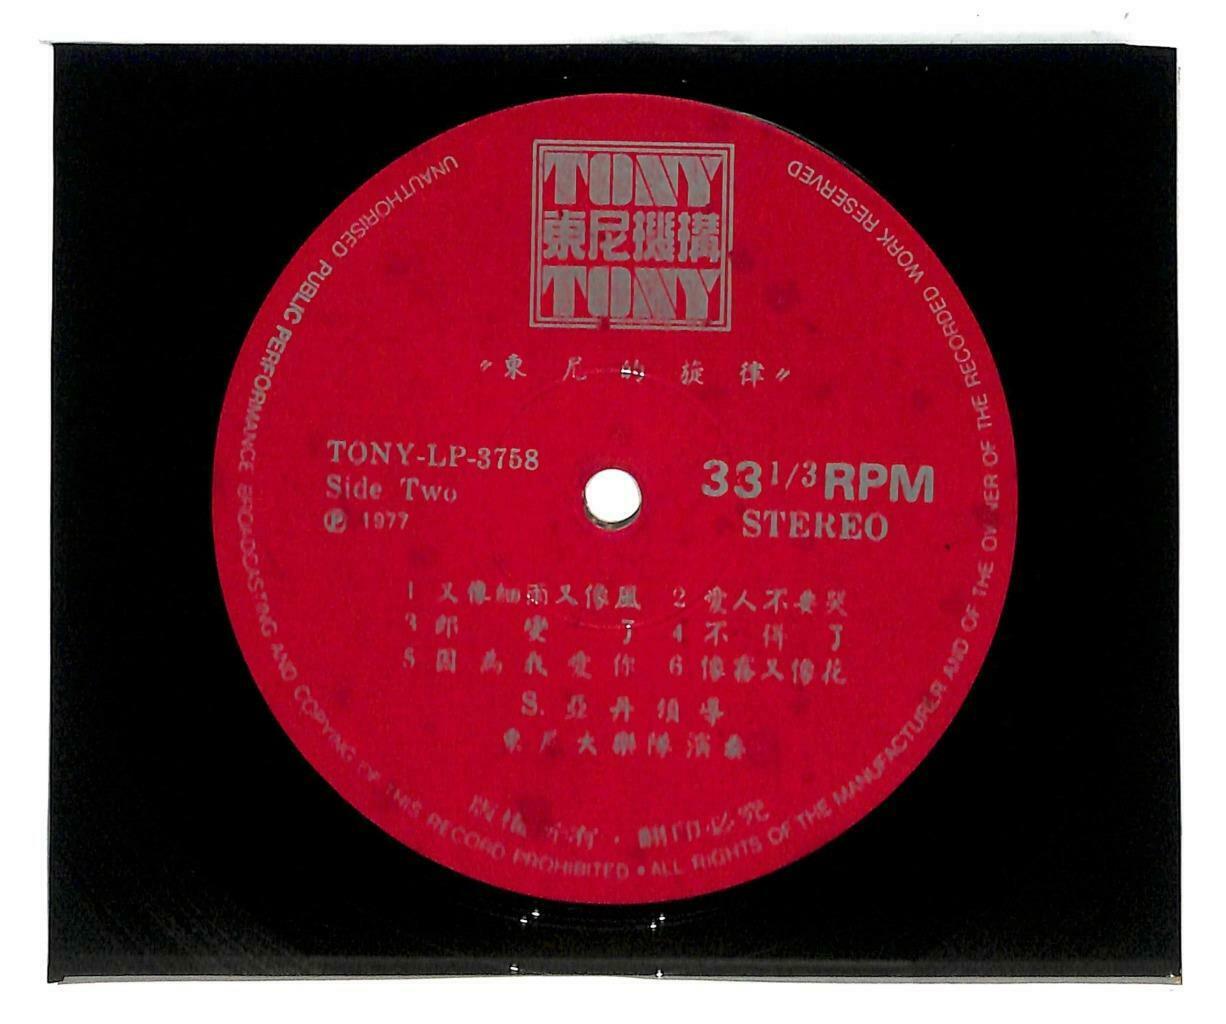 TONY
東尼機構
TONY
〃東尼的旋律〃
TONY-LP-3758
Side Two
Ⓟ 1977
33 1/3 RPM
STEREO
1 又像細雨又像風 2 愛人不要哭
3 郎變了 4 不得了
5 因為我愛你 6 像霧又像花
S. 亞丹領導
東尼大樂隊演奏
版權所有・翻印必究
UNAUTHORISED PUBLIC PERFORMANCE BROADCASTING AND COPYING OF THIS RECORD PROHIBITED • ALL RIGHTS OF THE MANUFACTURER AND OF THE OWNER OF THE RECORDED WORK RESERVED